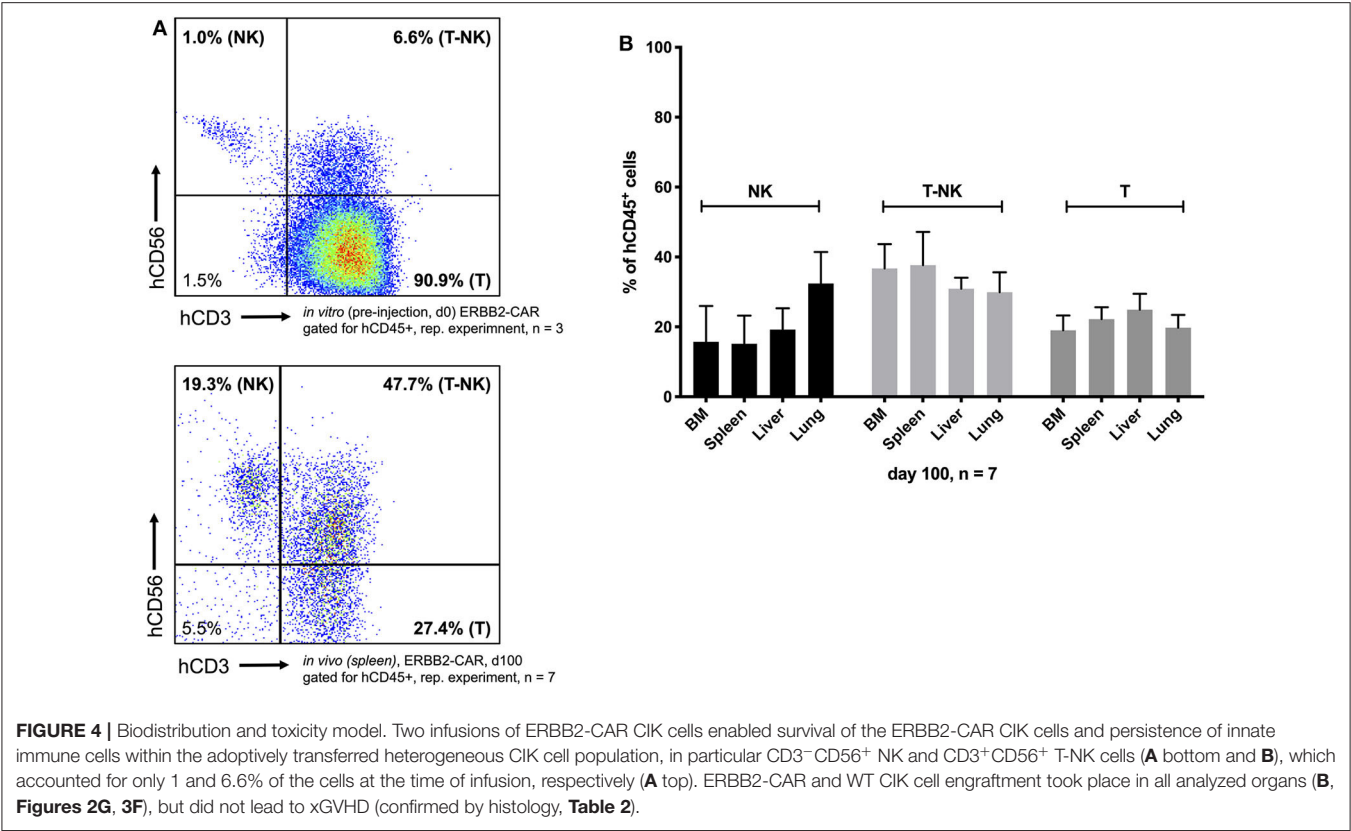 A
1.0% (NK) 6.6% (T-NK)
hCD56
1.5% 90.9% (T)
hCD3
in vitro (pre-injection, d0) ERBB2-CAR
gated for hCD45+, rep. experimnent, n = 3
19.3% (NK) 47.7% (T-NK)
hCD56
5.5% 27.4% (T)
hCD3
in vivo (spleen), ERBB2-CAR, d100
gated for hCD45+, rep. experiment, n = 7
B
% of hCD45+ cells
100
80
60
40
20
0
NK T-NK T
BM Spleen Liver Lung BM Spleen Liver Lung BM Spleen Liver Lung
day 100, n = 7
FIGURE 4 | Biodistribution and toxicity model. Two infusions of ERBB2-CAR CIK cells enabled survival of the ERBB2-CAR CIK cells and persistence of innate
immune cells within the adoptively transferred heterogeneous CIK cell population, in particular CD3−CD56+ NK and CD3+CD56+ T-NK cells (A bottom and B), which
accounted for only 1 and 6.6% of the cells at the time of infusion, respectively (A top). ERBB2-CAR and WT CIK cell engraftment took place in all analyzed organs (B,
Figures 2G, 3F), but did not lead to xGVHD (confirmed by histology, Table 2).